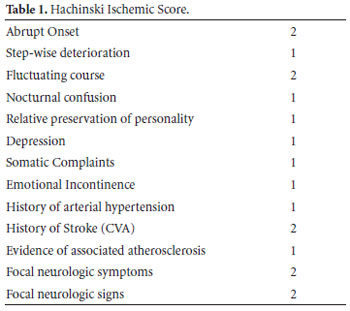 Table 1. Hachinski Ischemic Score.
Abrupt Onset 2
Step-wise deterioration 1
Fluctuating course 2
Nocturnal confusion 1
Relative preservation of personality 1
Depression 1
Somatic Complaints 1
Emotional Incontinence 1
History of arterial hypertension 1
History of Stroke (CVA) 2
Evidence of associated atherosclerosis 1
Focal neurologic symptoms 2
Focal neurologic signs 2